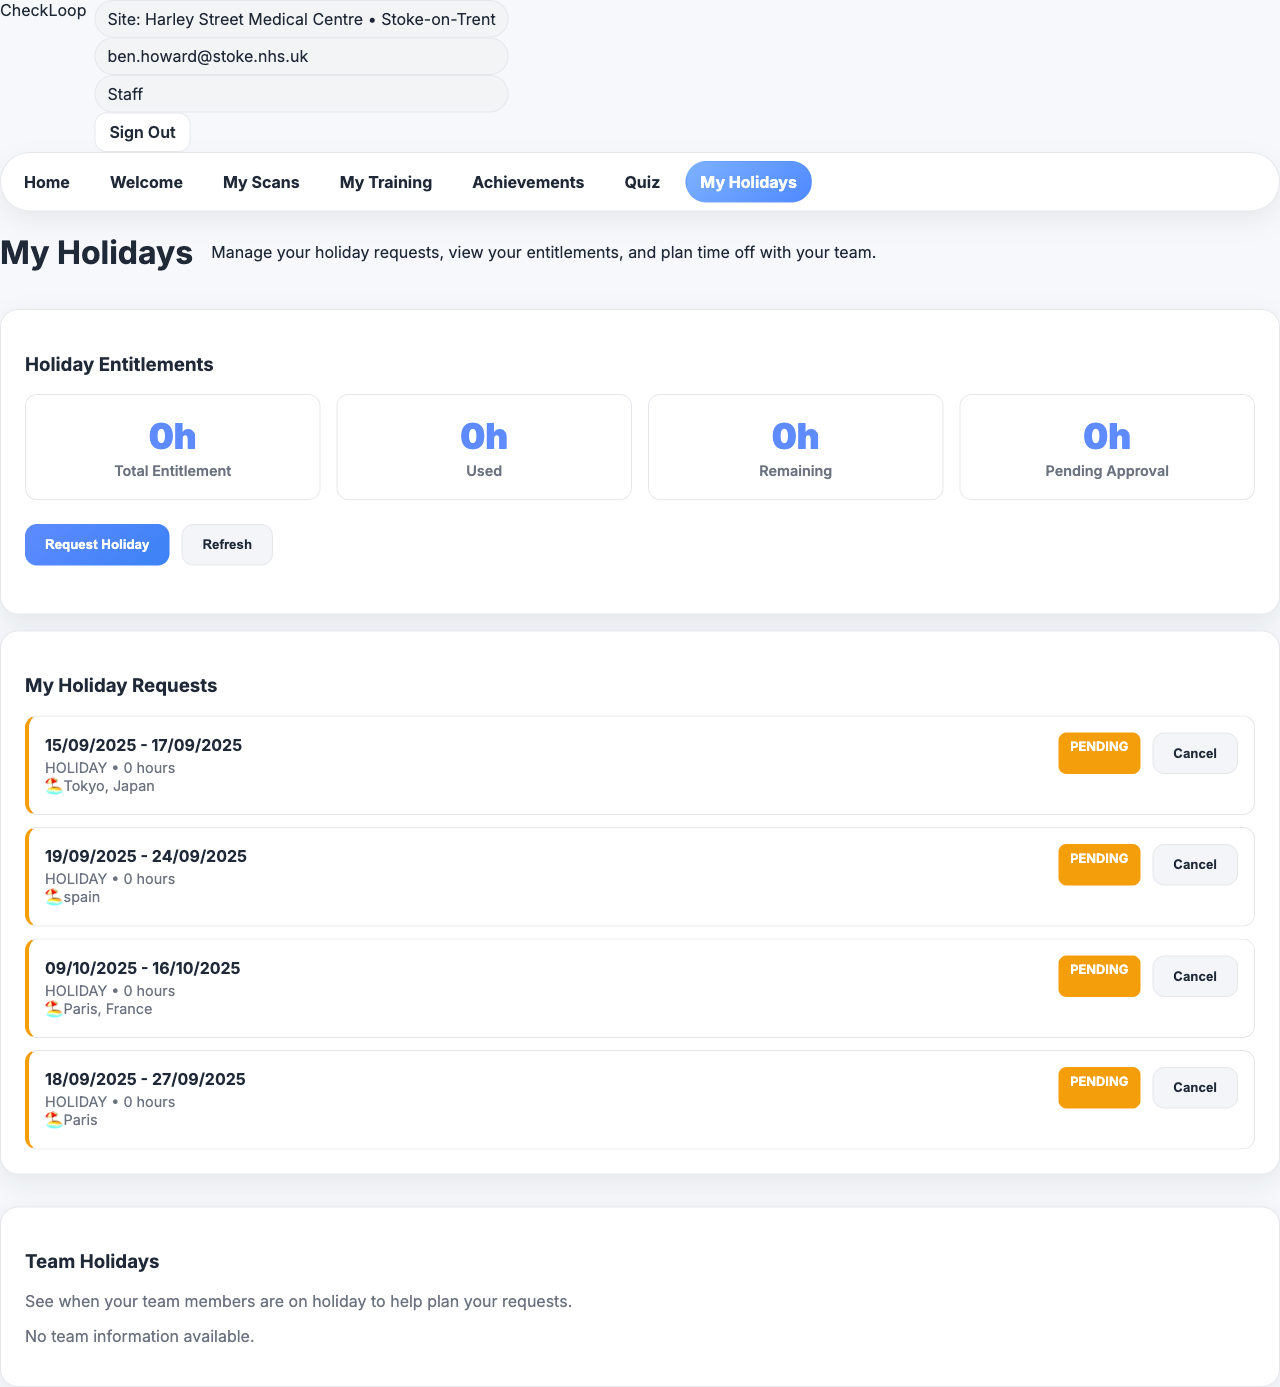 CheckLoop
Site: Harley Street Medical Centre • Stoke-on-Trent
ben.howard@stoke.nhs.uk
Staff
Sign Out
Home Welcome My Scans My Training Achievements Quiz My Holidays
My Holidays Manage your holiday requests, view your entitlements, and plan time off with your team.
Holiday Entitlements
0h 0h 0h 0h
Total Entitlement Used Remaining Pending Approval
Request Holiday Refresh
My Holiday Requests
15/09/2025 - 17/09/2025 PENDING Cancel
HOLIDAY • 0 hours
🏖️Tokyo, Japan
19/09/2025 - 24/09/2025 PENDING Cancel
HOLIDAY • 0 hours
🏖️spain
09/10/2025 - 16/10/2025 PENDING Cancel
HOLIDAY • 0 hours
🏖️Paris, France
18/09/2025 - 27/09/2025 PENDING Cancel
HOLIDAY • 0 hours
🏖️Paris
Team Holidays
See when your team members are on holiday to help plan your requests.
No team information available.